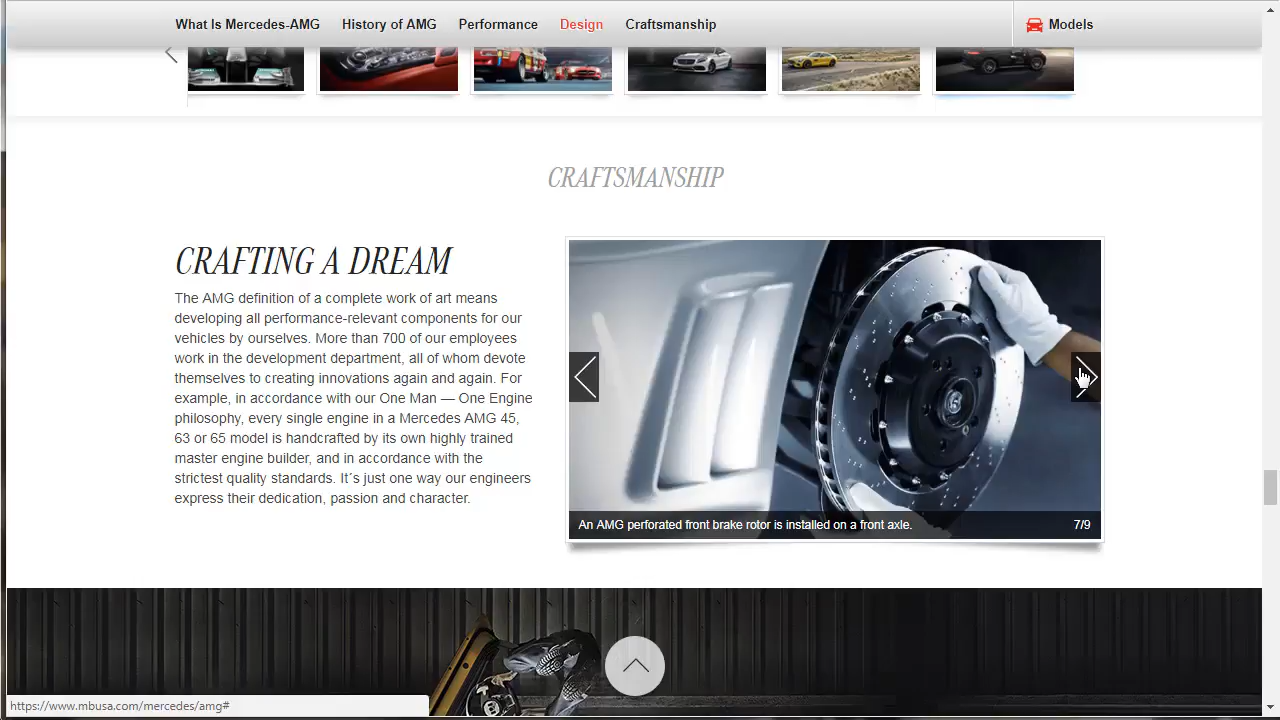 What Is Mercedes-AMG History of AMG Performance Design Craftsmanship Models
CRAFTSMANSHIP
CRAFTING A DREAM
The AMG definition of a complete work of art means
developing all performance-relevant components for our
vehicles by ourselves. More than 700 of our employees
work in the development department, all of whom devote
themselves to creating innovations again and again. For
example, in accordance with our One Man — One Engine
philosophy, every single engine in a Mercedes AMG 45,
63 or 65 model is handcrafted by its own highly trained
master engine builder, and in accordance with the
strictest quality standards. It´s just one way our engineers
express their dedication, passion and character.
An AMG perforated front brake rotor is installed on a front axle. 7/9
https://www.mbusa.com/mercedes/amg#